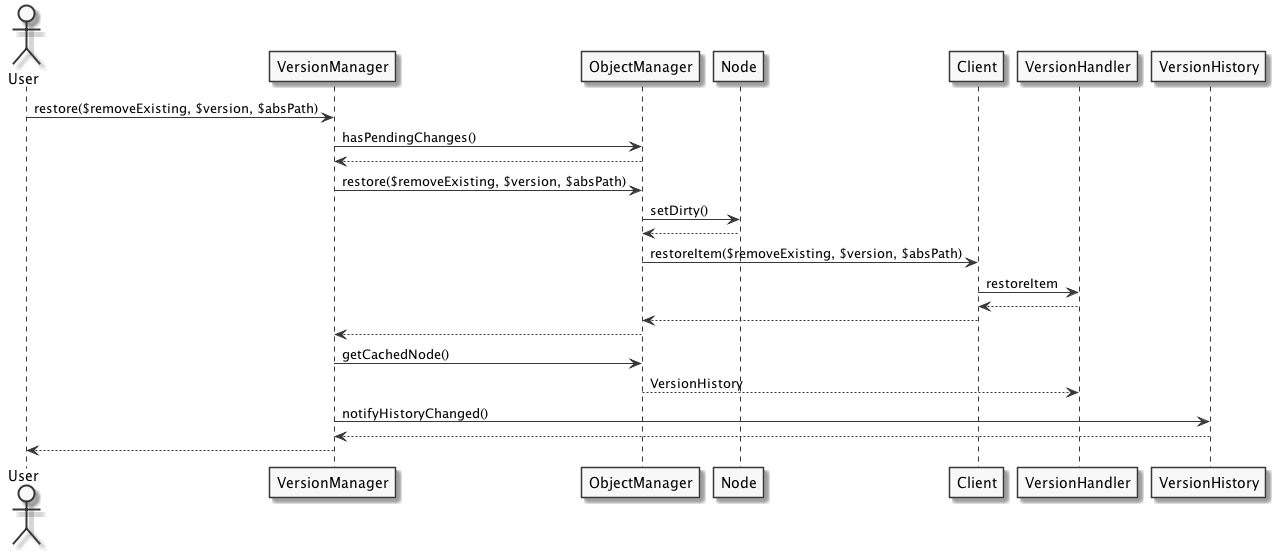 User
VersionManager
ObjectManager
Node
Client
VersionHandler
VersionHistory
restore($removeExisting, $version, $absPath)
hasPendingChanges()
restore($removeExisting, $version, $absPath)
setDirty()
restoreItem($removeExisting, $version, $absPath)
restoreItem
getCachedNode()
VersionHistory
notifyHistoryChanged()
User
VersionManager
ObjectManager
Node
Client
VersionHandler
VersionHistory